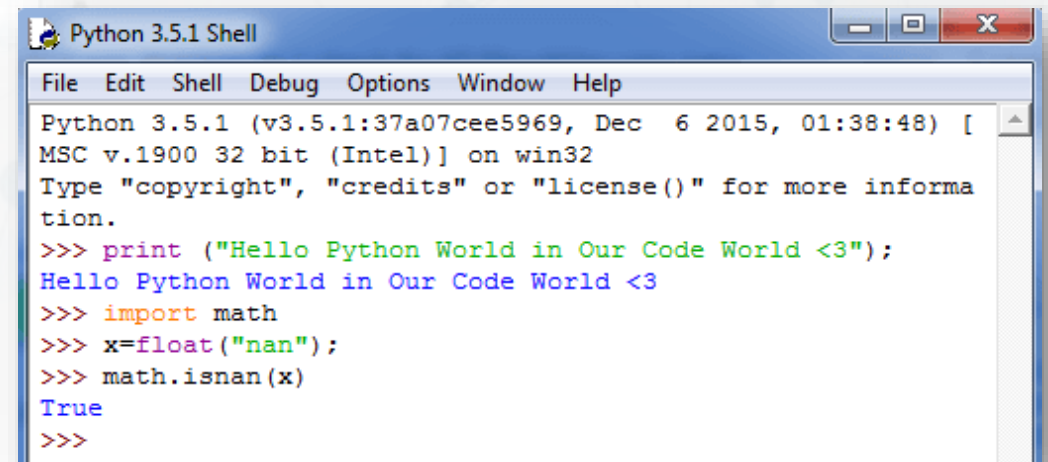 Python 3.5.1 Shell
File Edit Shell Debug Options Window Help
Python 3.5.1 (v3.5.1:37a07cee5969, Dec  6 2015, 01:38:48) [
MSC v.1900 32 bit (Intel)] on win32
Type "copyright", "credits" or "license()" for more informa
tion.
>>> print ("Hello Python World in Our Code World <3");
Hello Python World in Our Code World <3
>>> import math
>>> x=float("nan");
>>> math.isnan(x)
True
>>>